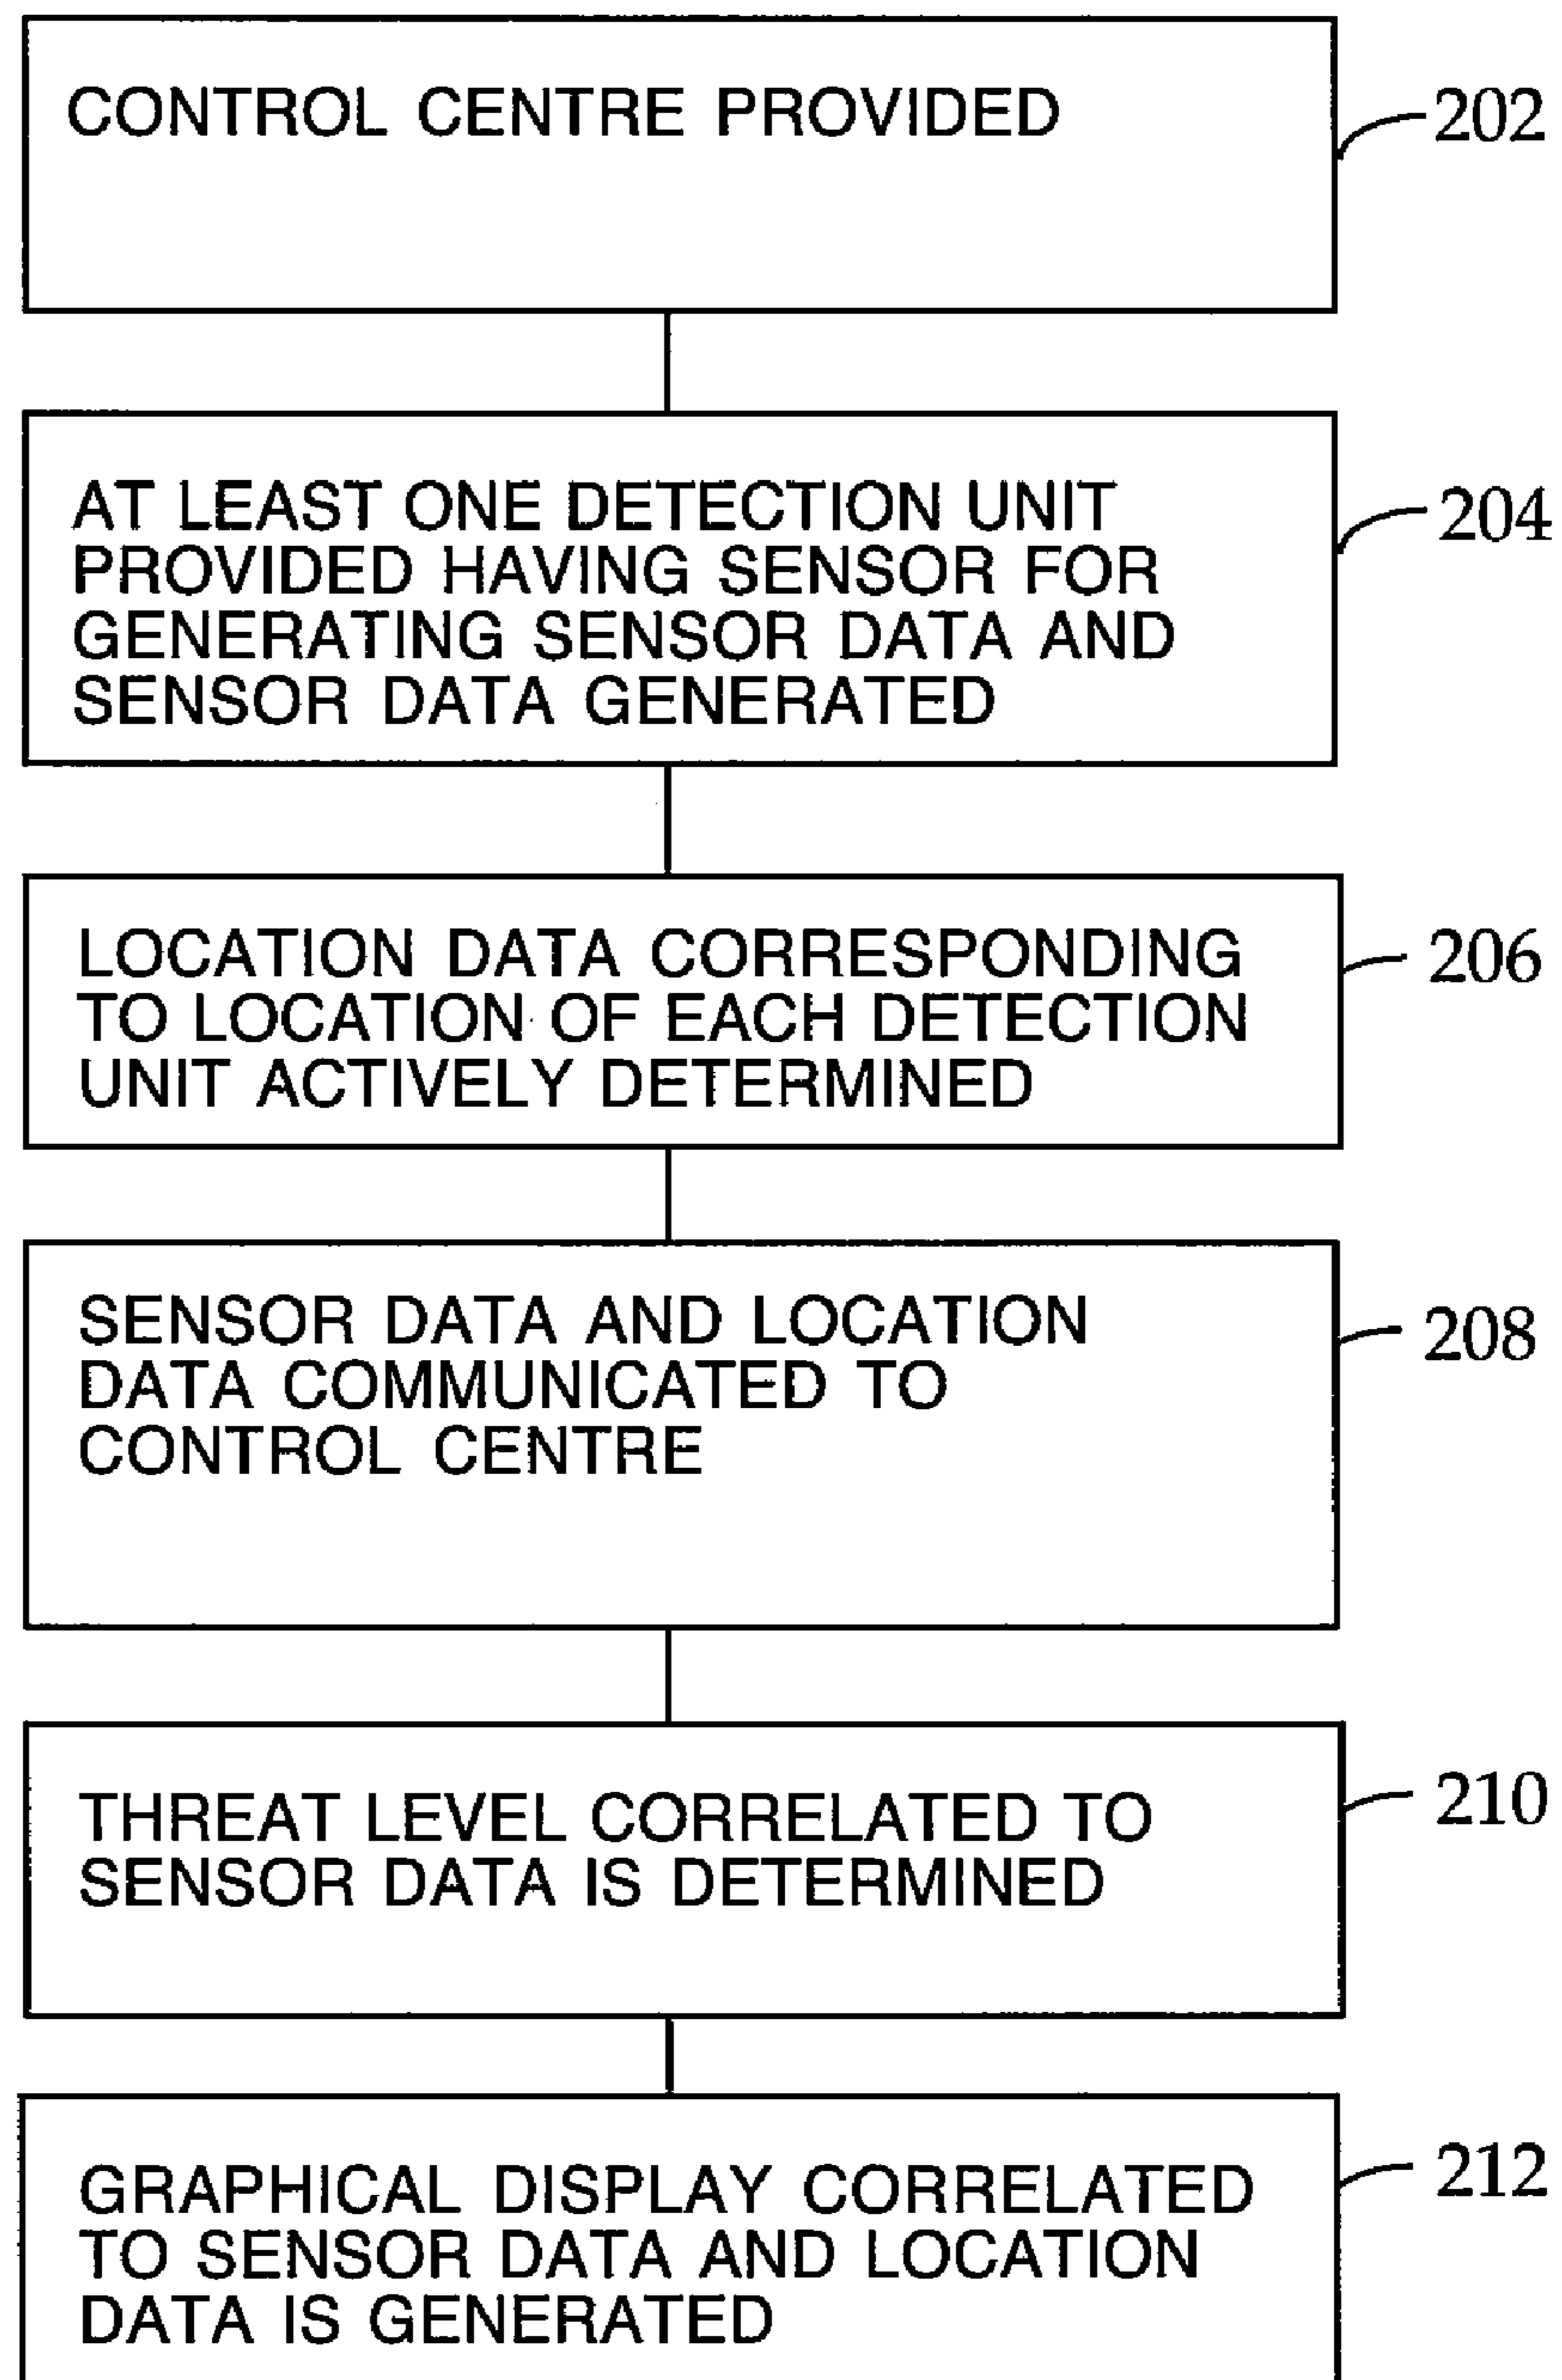 CONTROL CENTRE PROVIDED
202
AT LEAST ONE DETECTION UNIT
PROVIDED HAVING SENSOR FOR
GENERATING SENSOR DATA AND
SENSOR DATA GENERATED
204
LOCATION DATA CORRESPONDING
TO LOCATION OF EACH DETECTION
UNIT ACTIVELY DETERMINED
206
SENSOR DATA AND LOCATION
DATA COMMUNICATED TO
CONTROL CENTRE
208
THREAT LEVEL CORRELATED TO
SENSOR DATA IS DETERMINED
210
GRAPHICAL DISPLAY CORRELATED
TO SENSOR DATA AND LOCATION
DATA IS GENERATED
212